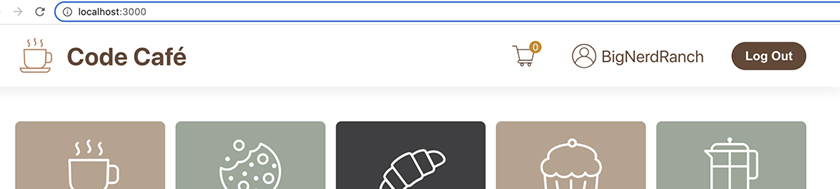 localhost:3000
Code Café
0
BigNerdRanch
Log Out